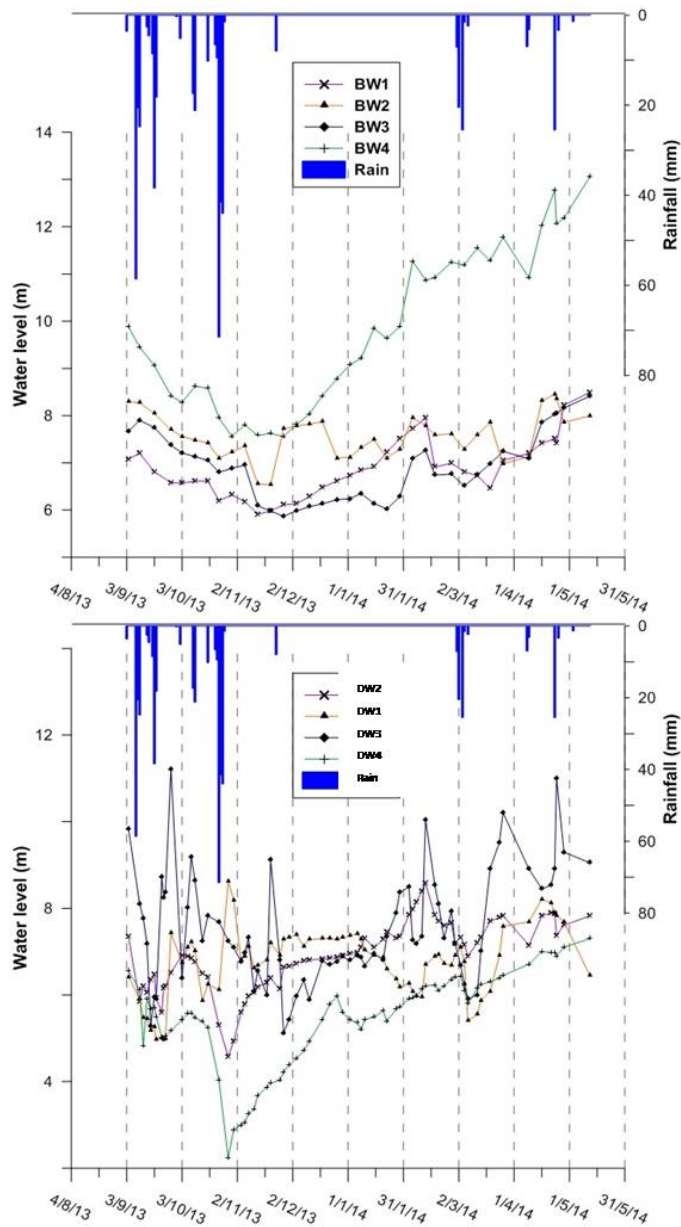 0
20
40
60
80
Rainfall (mm)
14
12
10
8
6
Water level (m)
BW1
BW2
BW3
BW4
Rain
4/8/13
3/9/13
3/10/13
2/11/13
2/12/13
1/1/14
31/1/14
2/3/14
1/4/14
1/5/14
31/5/14
0
20
40
60
80
Rainfall (mm)
12
8
4
Water level (m)
DW2
DW1
DW3
DW4
Rain
4/8/13
3/9/13
3/10/13
2/11/13
2/12/13
1/1/14
31/1/14
2/3/14
1/4/14
1/5/14
31/5/14